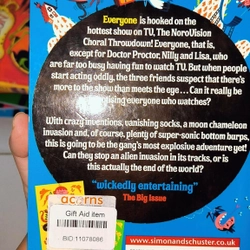 Everyone is hooked on the
hottest show on TV, The NoroVision
Choral Throwdown! Everyone, that is,
except for Doctor Proctor, Nilly and Lisa, who
are far too busy having fun to watch TV. But when people
start acting oddly, the three friends suspect that there's
more to the show than meets the eye . . . Can it really be
everyone who watches?
With crazy inventions, vanishing socks, a moon chameleon
invasion and, of course, plenty of super-sonic bottom burps,
this is going to be the gang's most explosive adventure yet!
Can they stop an alien invasion in its tracks, or is
this actually the end of the world?
"wickedly entertaining"
The Big Issue
acorns
Gift Aid item
BID:11078086
www.simonandschuster.co.uk